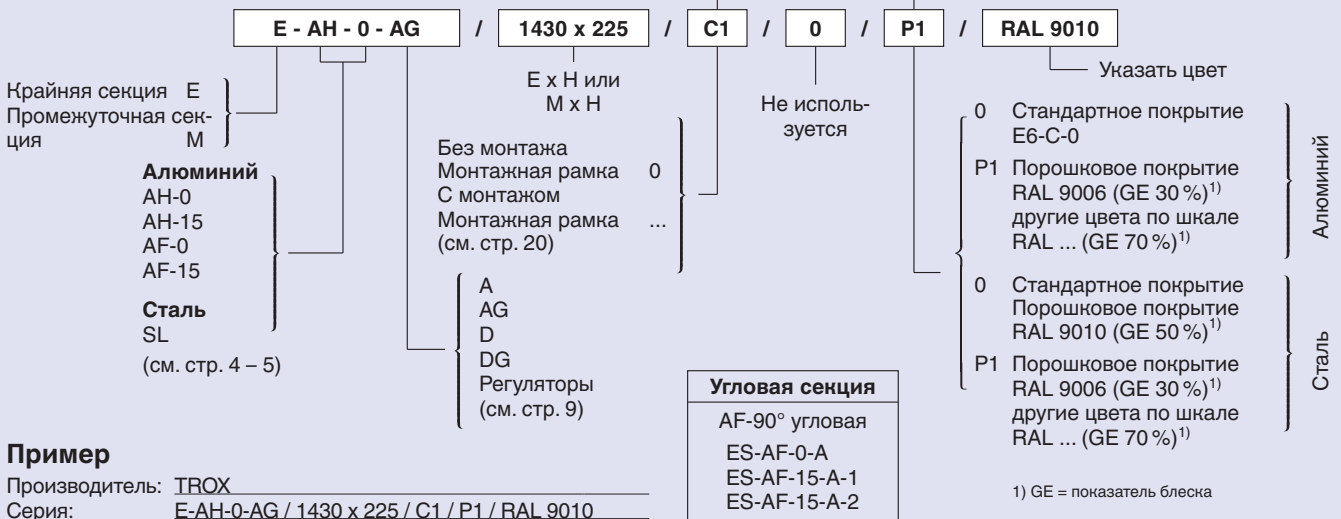 E - AH - 0 - AG / 1430 x 225 / C1 / 0 / P1 / RAL 9010
Крайняя секция E
Промежуточная сек-
ция M
Алюминий
AH-0
AH-15
AF-0
AF-15
Сталь
SL
(см. стр. 4 – 5)
E x H или
M x H
Без монтажа
Монтажная рамка 0
С монтажом
Монтажная рамка ...
(см. стр. 20)
A
AG
D
DG
Регуляторы
(см. стр. 9)
Не исполь-
зуется
Указать цвет
0 Стандартное покрытие
E6-C-0
P1 Порошковое покрытие
RAL 9006 (GE 30 %)1)
другие цвета по шкале
RAL ... (GE 70 %)1)
Алюминий
0 Стандартное покрытие
Порошковое покрытие
RAL 9010 (GE 50 %)1)
P1 Порошковое покрытие
RAL 9006 (GE 30 %)1)
другие цвета по шкале
RAL ... (GE 70 %)1)
Сталь
1) GE = показатель блеска
Угловая секция
AF-90° угловая
ES-AF-0-A
ES-AF-15-A-1
ES-AF-15-A-2
Пример
Производитель: TROX
Серия: E-AH-0-AG / 1430 x 225 / C1 / P1 / RAL 9010